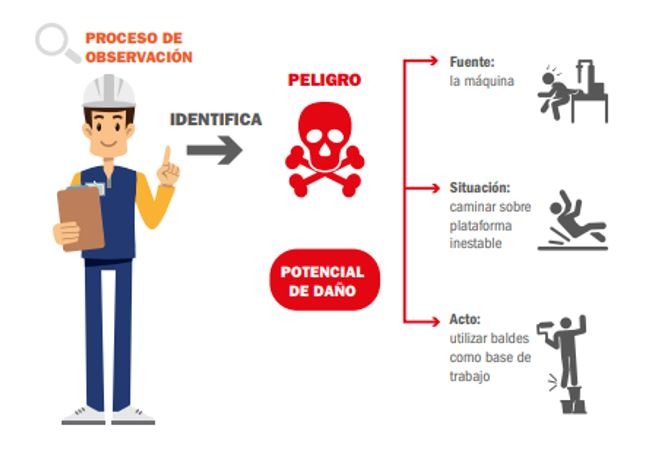 PROCESO DE
OBSERVACIÓN
IDENTIFICA
PELIGRO
POTENCIAL
DE DAÑO
Fuente:
la máquina
Situación:
caminar sobre
plataforma
inestable
Acto:
utilizar baldes
como base de
trabajo